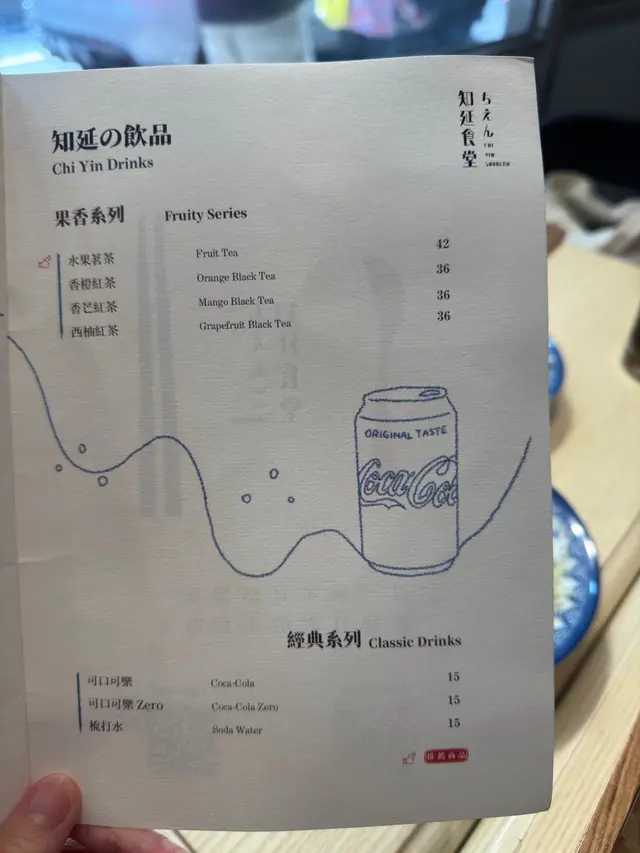 知延の飲品
Chi Yin Drinks
知延食堂
ちえん
果香系列 Fruity Series
水果茗茶 Fruit Tea 42
香橙紅茶 Orange Black Tea 36
香芒紅茶 Mango Black Tea 36
西柚紅茶 Grapefruit Black Tea 36
ORIGINAL TASTE
Coca-Col
經典系列 Classic Drinks
可口可樂 Coca-Cola 15
可口可樂 Zero Coca-Cola Zero 15
梳打水 Soda Water 15
推薦商品